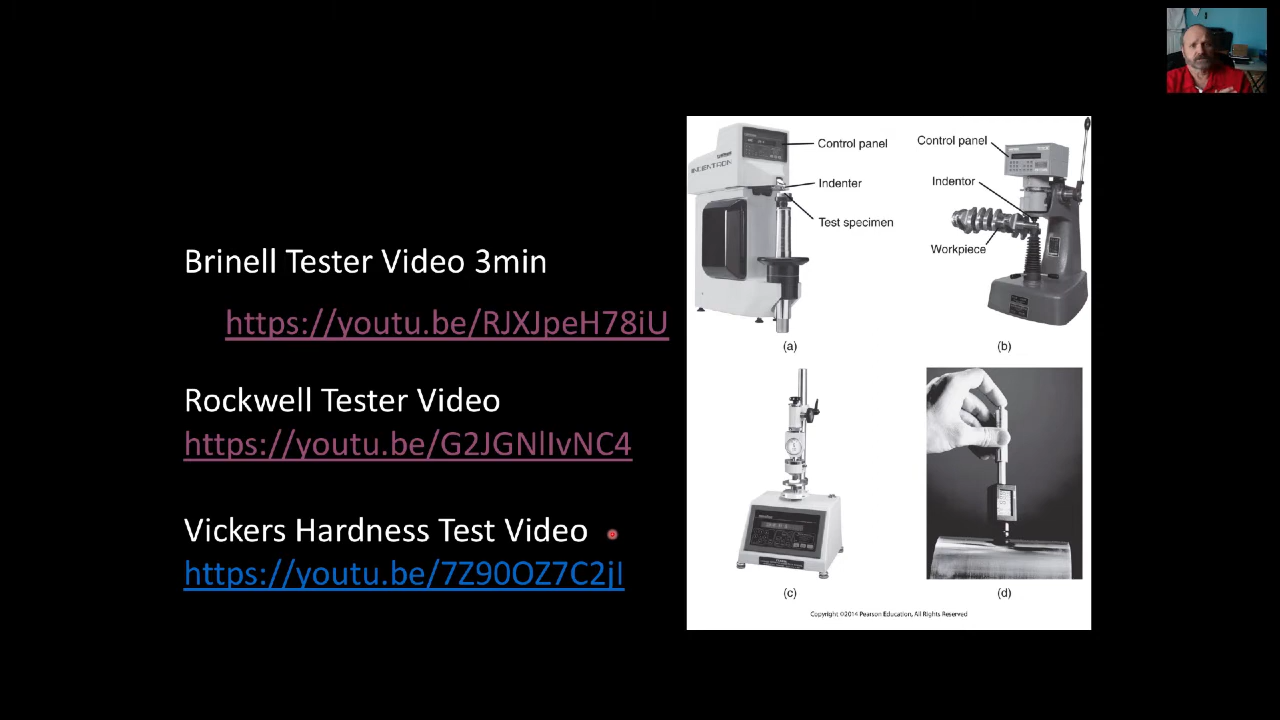 Brinell Tester Video 3min
https://youtu.be/RJXJpeH78iU
Rockwell Tester Video
https://youtu.be/G2JGNlIvNC4
Vickers Hardness Test Video
https://youtu.be/7Z90OZ7C2jI
INDENTRON
Control panel
Indenter
Test specimen
(a)
Control panel
Indentor
Workpiece
(b)
(c)
(d)
Copyright ©2014 Pearson Education, All Rights Reserved